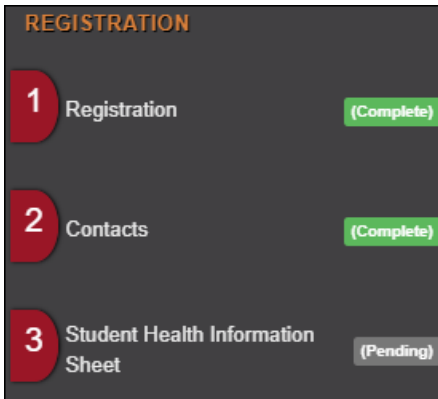 REGISTRATION
1 Registration (Complete)
2 Contacts (Complete)
3 Student Health Information
Sheet (Pending)